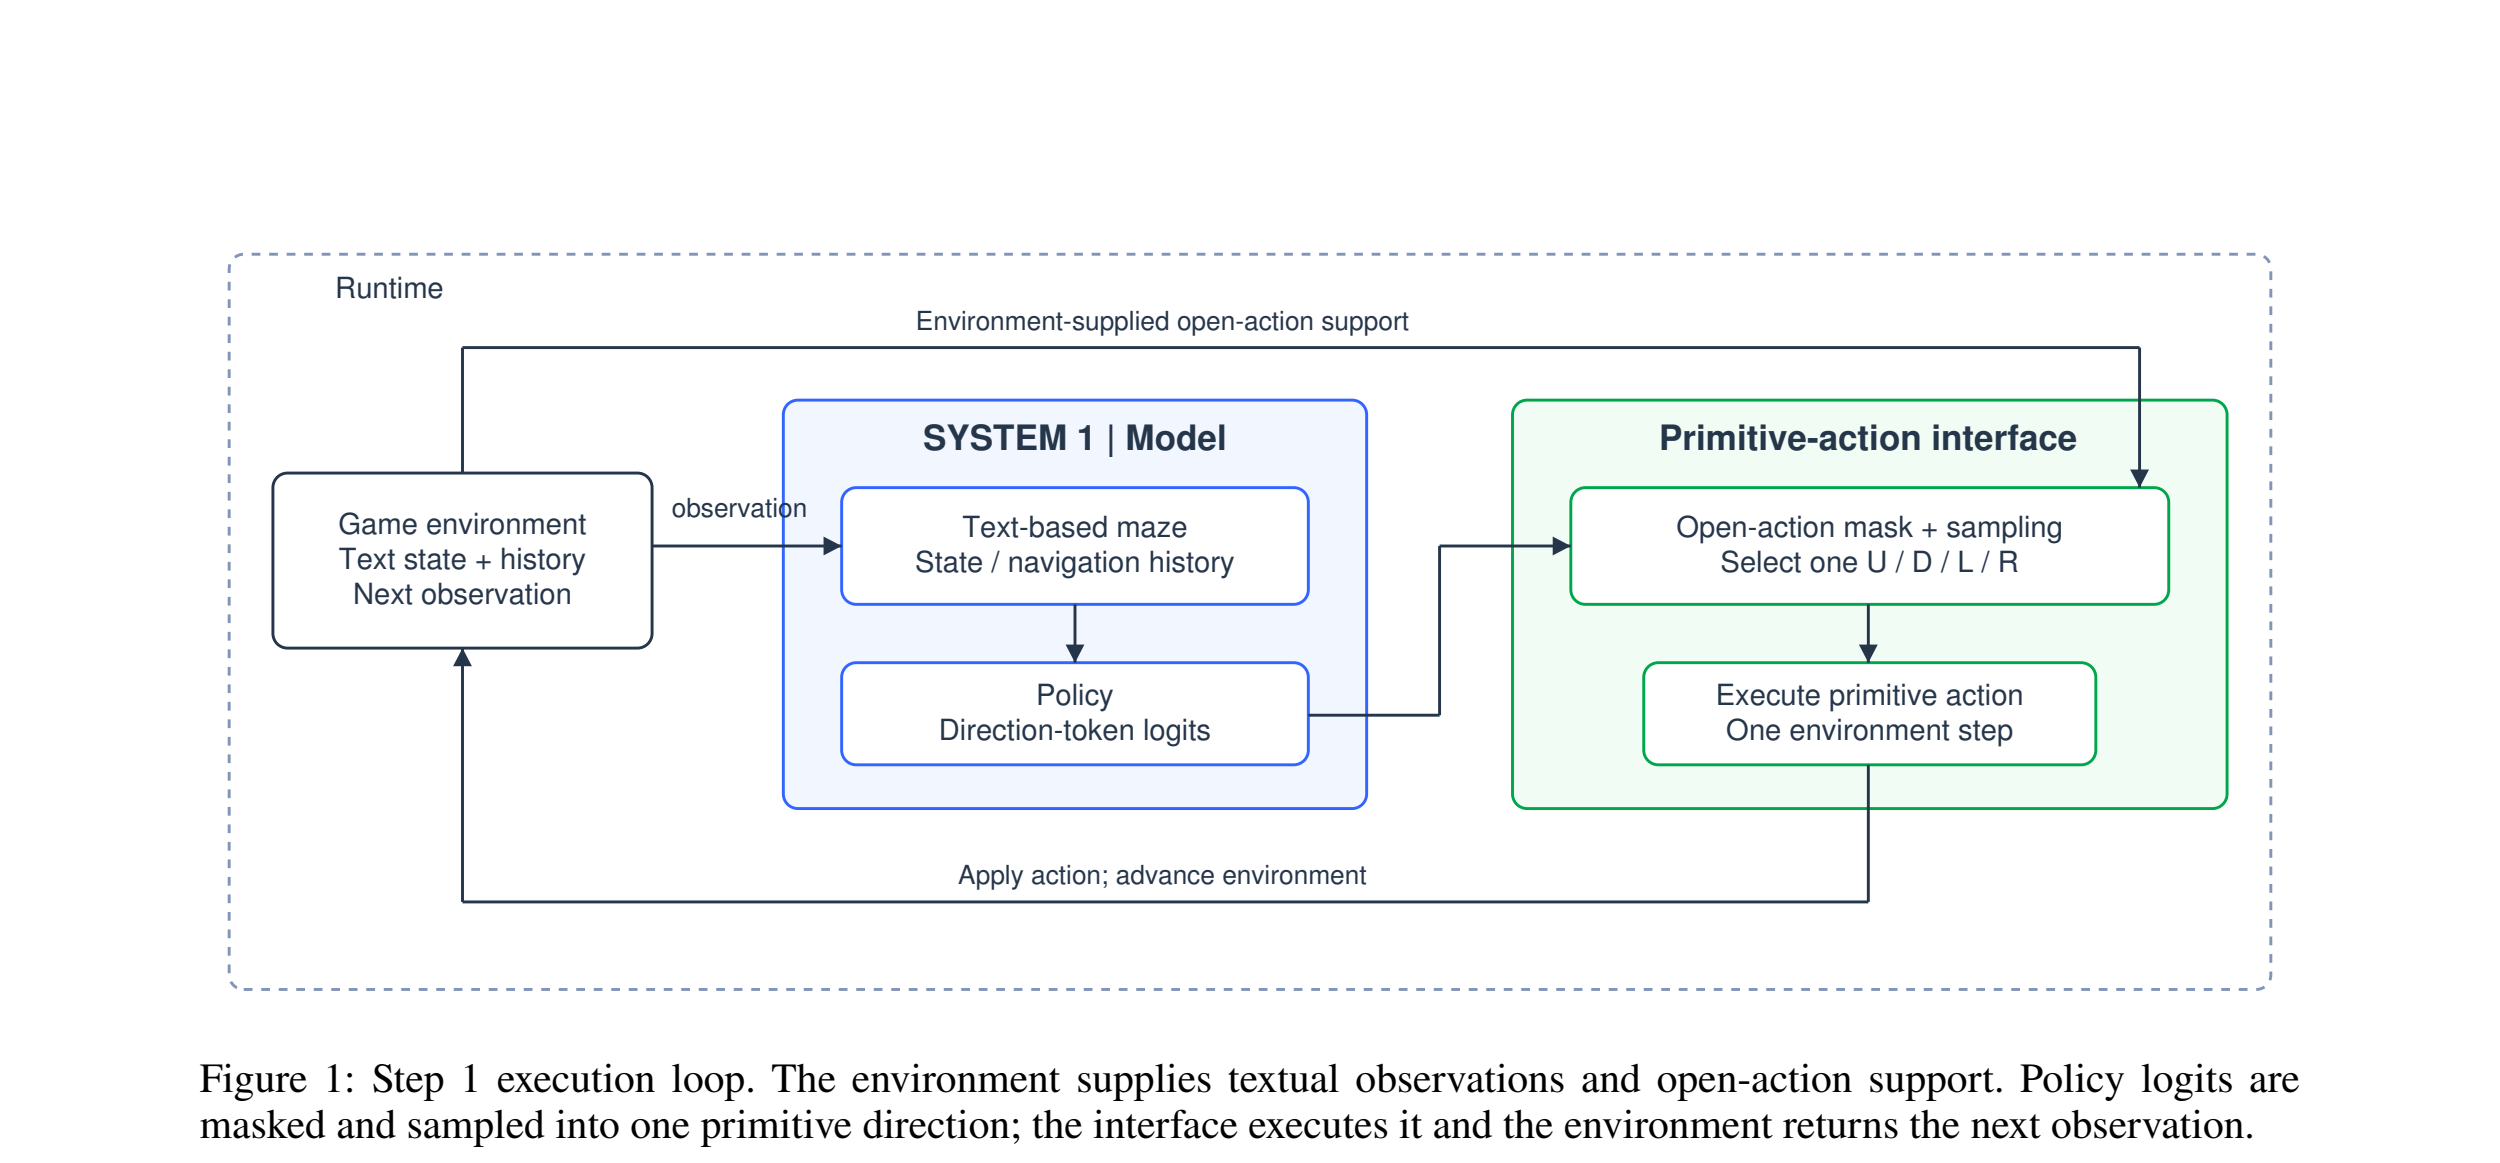 Runtime
Environment-supplied open-action support
SYSTEM 1 | Model
Primitive-action interface
Game environment
Text state + history
Next observation
observation
Text-based maze
State / navigation history
Open-action mask + sampling
Select one U / D / L / R
Policy
Direction-token logits
Execute primitive action
One environment step
Apply action; advance environment
Figure 1: Step 1 execution loop. The environment supplies textual observations and open-action support. Policy logits are
masked and sampled into one primitive direction; the interface executes it and the environment returns the next observation.